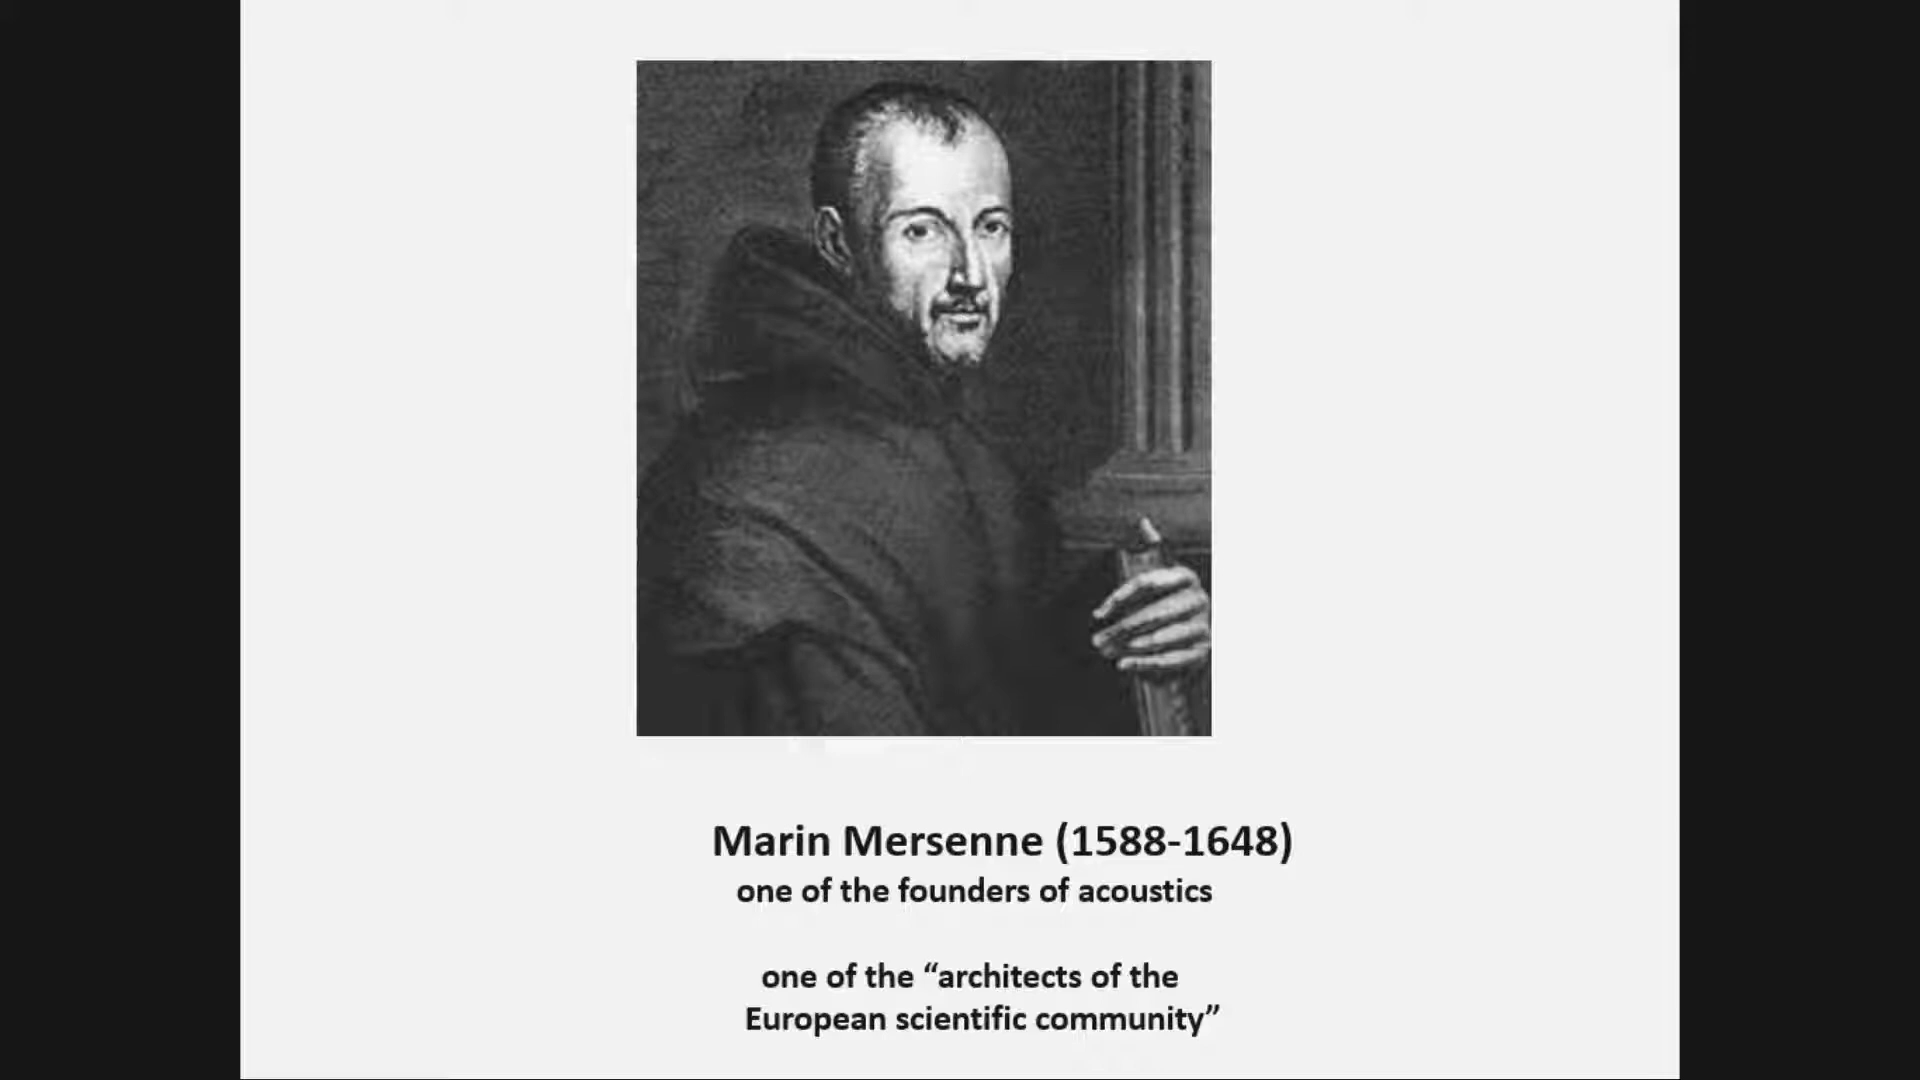 Marin Mersenne (1588-1648)
one of the founders of acoustics
one of the “architects of the
European scientific community”